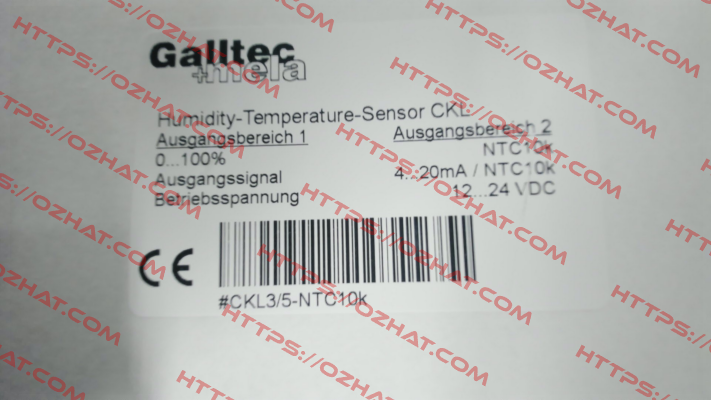 Galltec
+mela
Humidity-Temperature-Sensor CKL
Ausgangsbereich 1 Ausgangsbereich 2
0...100% NTC10k
Ausgangssignal 4...20mA / NTC10k
Betriebsspannung 12...24 VDC
CE
#CKL3/5-NTC10k
HTTPS://OZHAT.COM